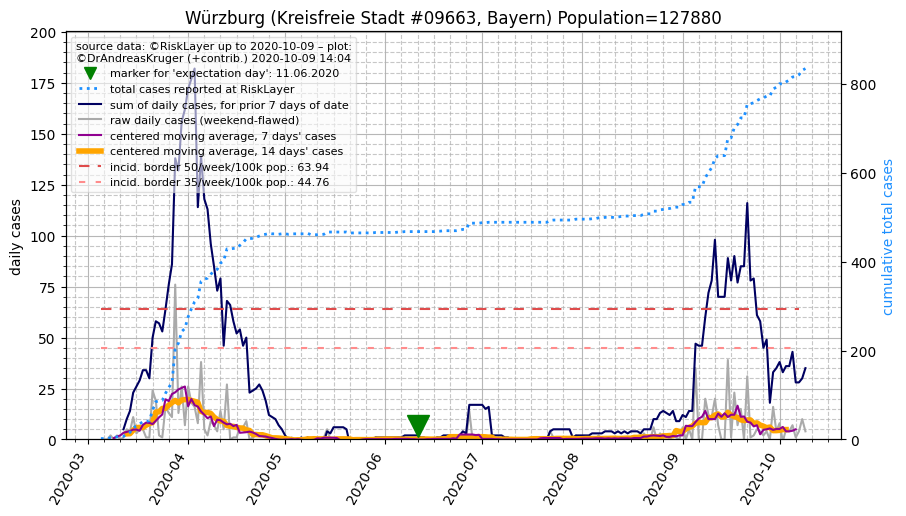 Würzburg (Kreisfreie Stadt #09663, Bayern) Population=127880
source data: ©RiskLayer up to 2020-10-09 – plot:
©DrAndreasKruger (+contrib.) 2020-10-09 14:04
marker for 'expectation day': 11.06.2020
total cases reported at RiskLayer
sum of daily cases, for prior 7 days of date
raw daily cases (weekend-flawed)
centered moving average, 7 days' cases
centered moving average, 14 days' cases
incid. border 50/week/100k pop.: 63.94
incid. border 35/week/100k pop.: 44.76
daily cases
200
175
150
125
100
75
50
25
0
cumulative total cases
800
600
400
200
0
2020-03
2020-04
2020-05
2020-06
2020-07
2020-08
2020-09
2020-10